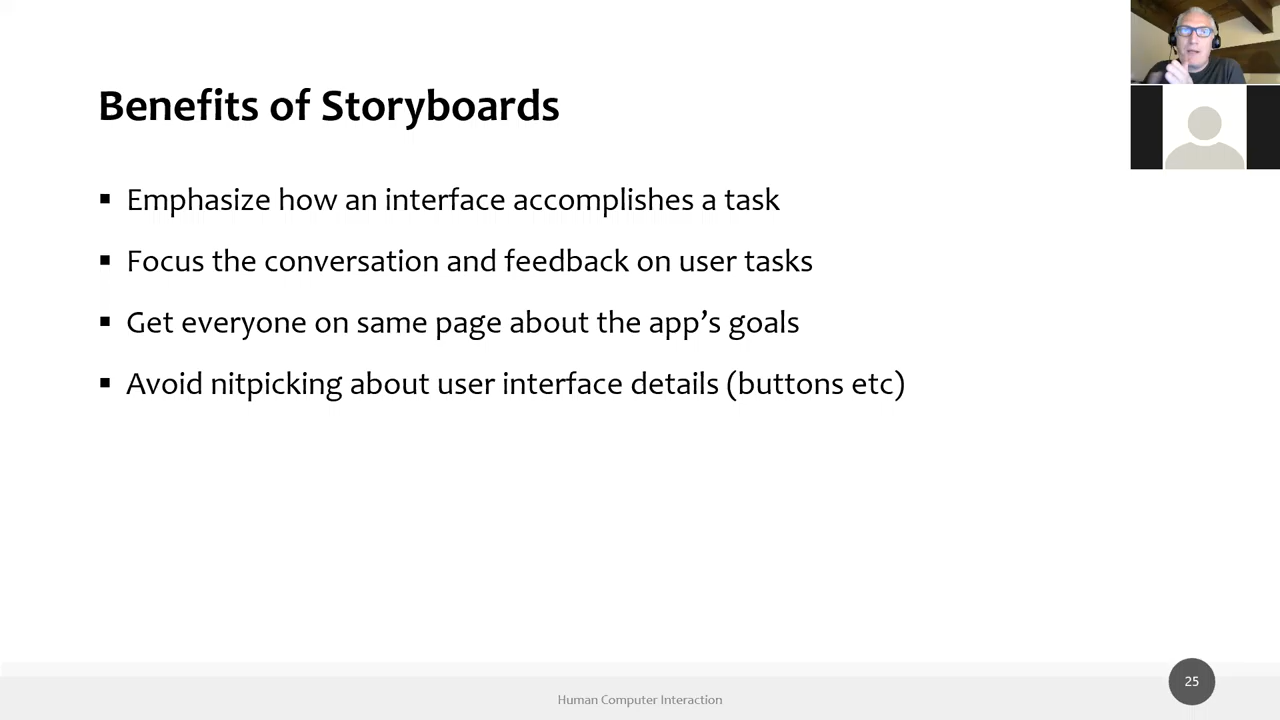 Benefits of Storyboards
▪ Emphasize how an interface accomplishes a task
▪ Focus the conversation and feedback on user tasks
▪ Get everyone on same page about the app’s goals
▪ Avoid nitpicking about user interface details (buttons etc)
Human Computer Interaction
25